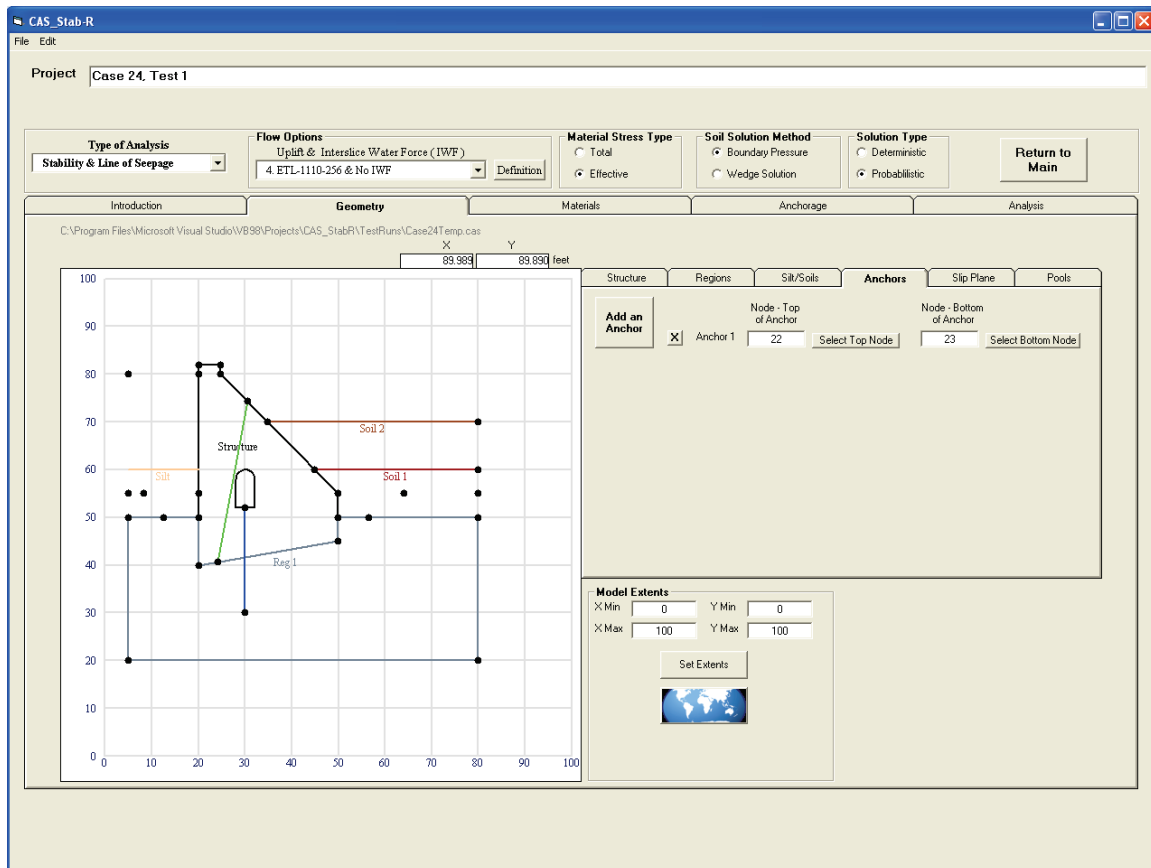 CAS_Stab-R
File Edit
Project Case 24, Test 1
Type of Analysis
Stability & Line of Seepage
Flow Options
Uplift & Interslice Water Force ( IWF )
4. ETL-1110-256 & No IWF
Definition
Material Stress Type
Total
Effective
Soil Solution Method
Boundary Pressure
Wedge Solution
Solution Type
Deterministic
Probabliistic
Return to
Main
Introduction Geometry Materials Anchorage Analysis
C:\Program Files\Microsoft Visual Studio\VB98\Projects\CAS_StabR\TestRuns\Case24Temp.cas
X Y
89.989 89.890 feet
Structure Regions Silt/Soils Anchors Slip Plane Pools
Add an
Anchor
X Anchor 1
Node - Top
of Anchor
22 Select Top Node
Node - Bottom
of Anchor
23 Select Bottom Node
100
90
80
70
60
50
40
30
20
10
0
0 10 20 30 40 50 60 70 80 90 100
Soil 2
Structure
Silt
Soil 1
Reg 1
Model Extents
X Min 0 Y Min 0
X Max 100 Y Max 100
Set Extents